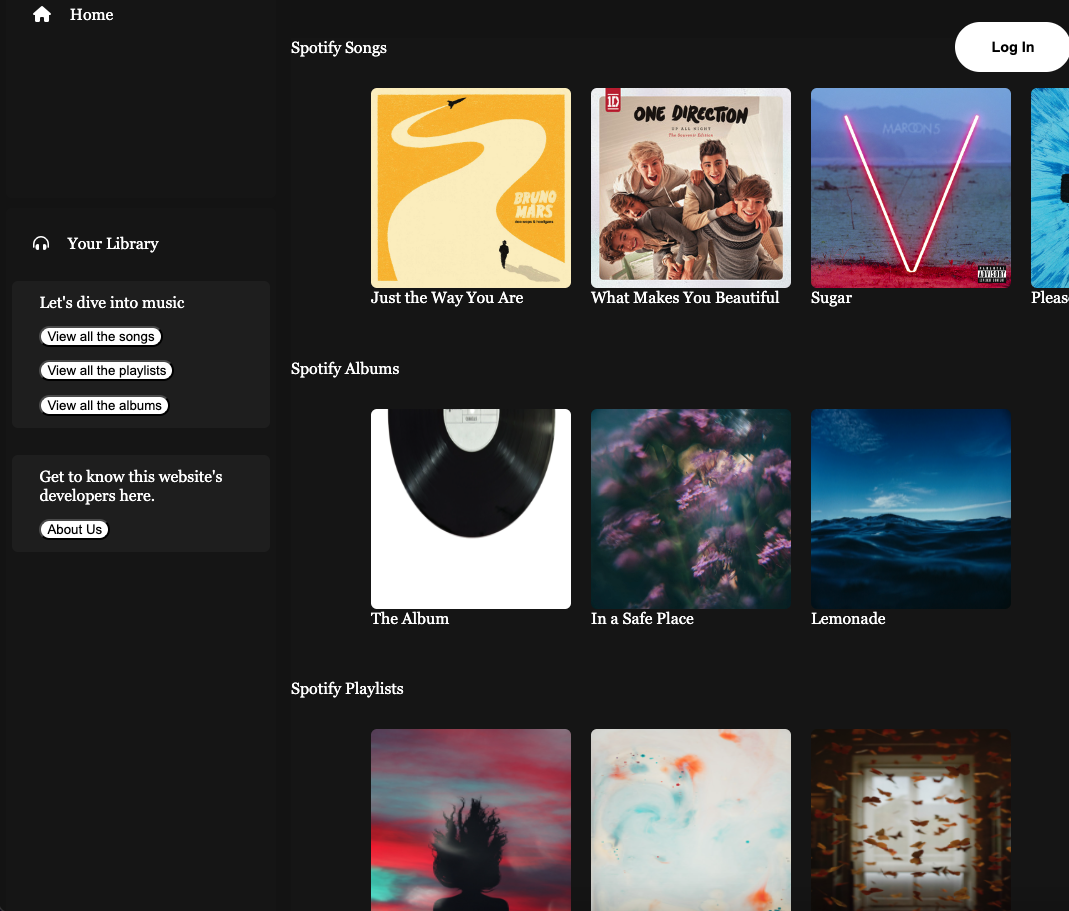 Home
Your Library
Let's dive into music
View all the songs
View all the playlists
View all the albums
Get to know this website's
developers here.
About Us
Spotify Songs
Log In
BRUNO
MARS
doo-wops & hooligans
1D
ONE DIRECTION
UP ALL NIGHT
The Souvenir Edition
MAROON 5
PARENTAL
ADVISORY
EXPLICIT CONTENT
Just the Way You Are
What Makes You Beautiful
Sugar
Pleas
Spotify Albums
The Album
In a Safe Place
Lemonade
Spotify Playlists